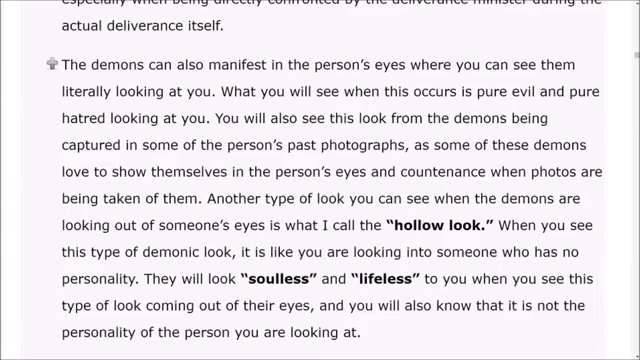 especially when being directly confronted by the deliverance minister during the
actual deliverance itself.
The demons can also manifest in the person's eyes where you can see them
literally looking at you. What you will see when this occurs is pure evil and pure
hatred looking at you. You will also see this look from the demons being
captured in some of the person's past photographs, as some of these demons
love to show themselves in the person's eyes and countenance when photos are
being taken of them. Another type of look you can see when the demons are
looking out of someone's eyes is what I call the “hollow look.” When you see
this type of demonic look, it is like you are looking into someone who has no
personality. They will look “soulless” and “lifeless” to you when you see this
type of look coming out of their eyes, and you will also know that it is not the
personality of the person you are looking at.